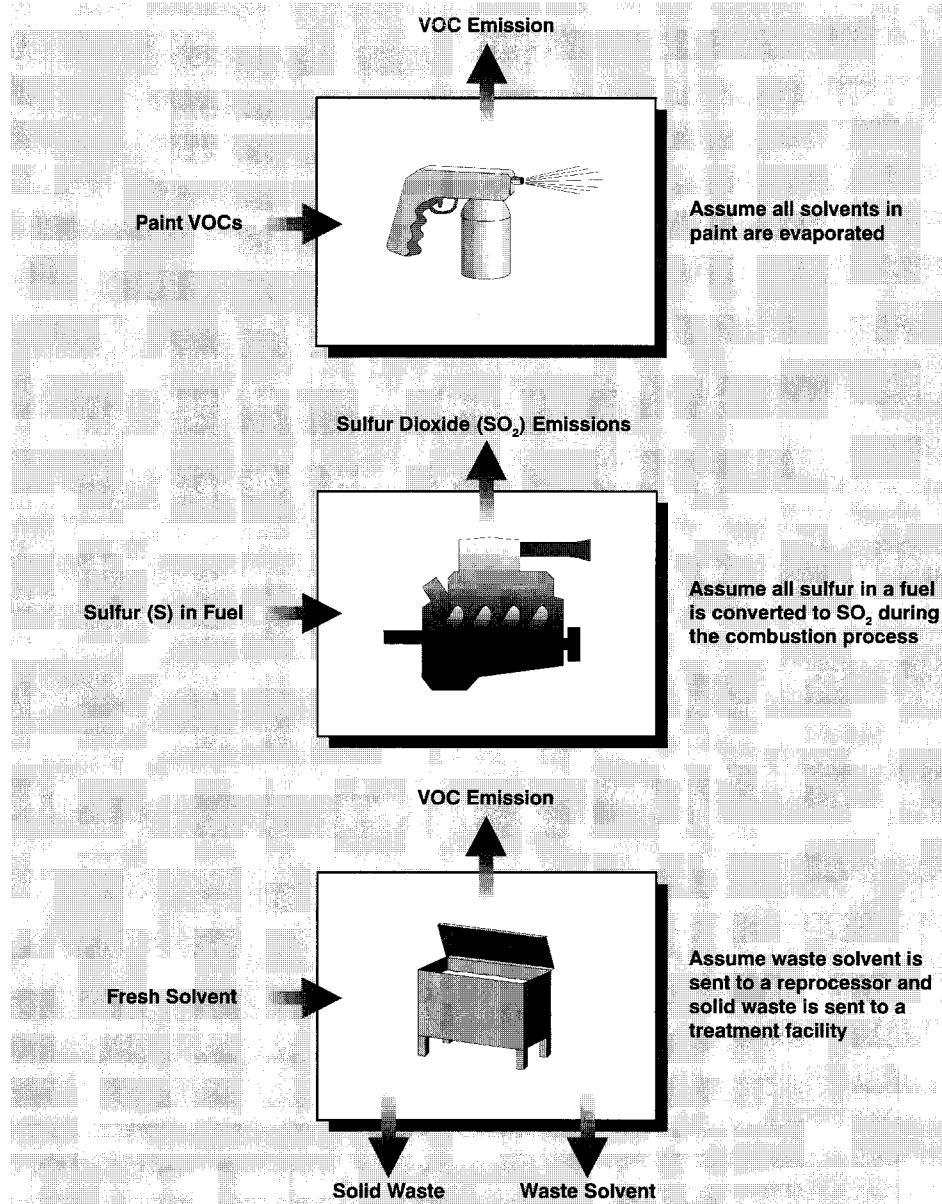 VOC Emission
Paint VOCs
Assume all solvents in
paint are evaporated
Sulfur Dioxide (SO₂) Emissions
Sulfur (S) in Fuel
Assume all sulfur in a fuel
is converted to SO₂ during
the combustion process
VOC Emission
Fresh Solvent
Assume waste solvent is
sent to a reprocessor and
solid waste is sent to a
treatment facility
Solid Waste
Waste Solvent